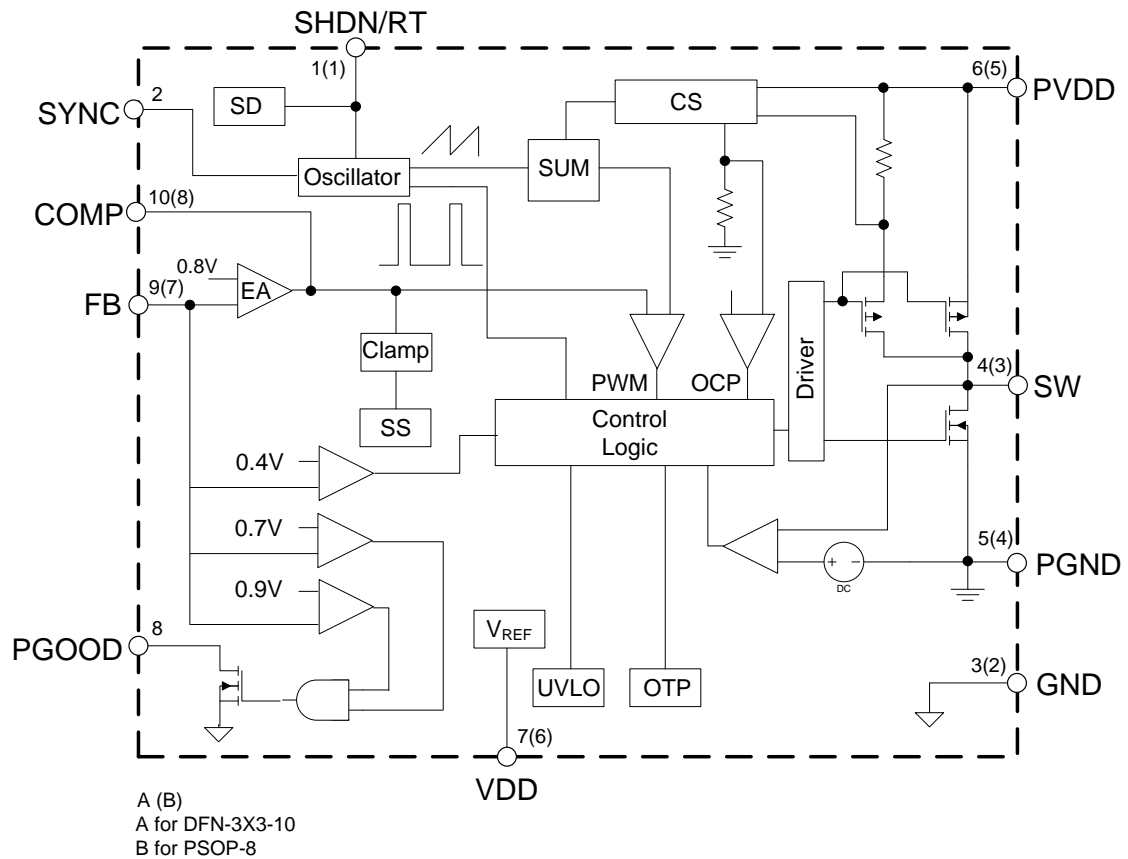 SHDN/RT
1(1)
6(5)
PVDD
SYNC
2
SD
CS
Oscillator
SUM
COMP
10(8)
0.8V
EA
FB
9(7)
Clamp
SS
PWM
OCP
Driver
4(3)
SW
Control
Logic
0.4V
0.7V
0.9V
+
-
DC
5(4)
PGND
PGOOD
8
VREF
UVLO
OTP
3(2)
GND
7(6)
VDD
A (B)
A for DFN-3X3-10
B for PSOP-8